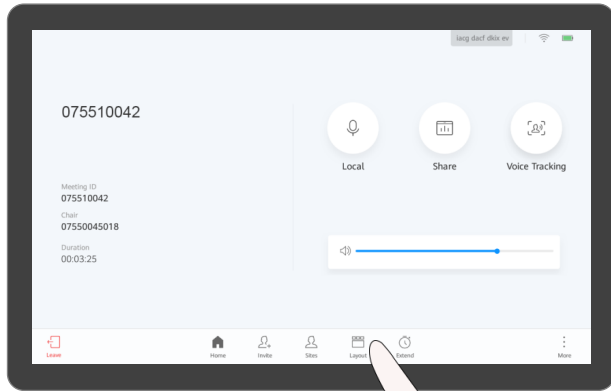 iacg dacf dkix ev
075510042
Local
Share
Voice Tracking
Meeting ID
075510042
Chair
07550045018
Duration
00:03:25
Leave
Home
Invite
Sites
Layout
Extend
More